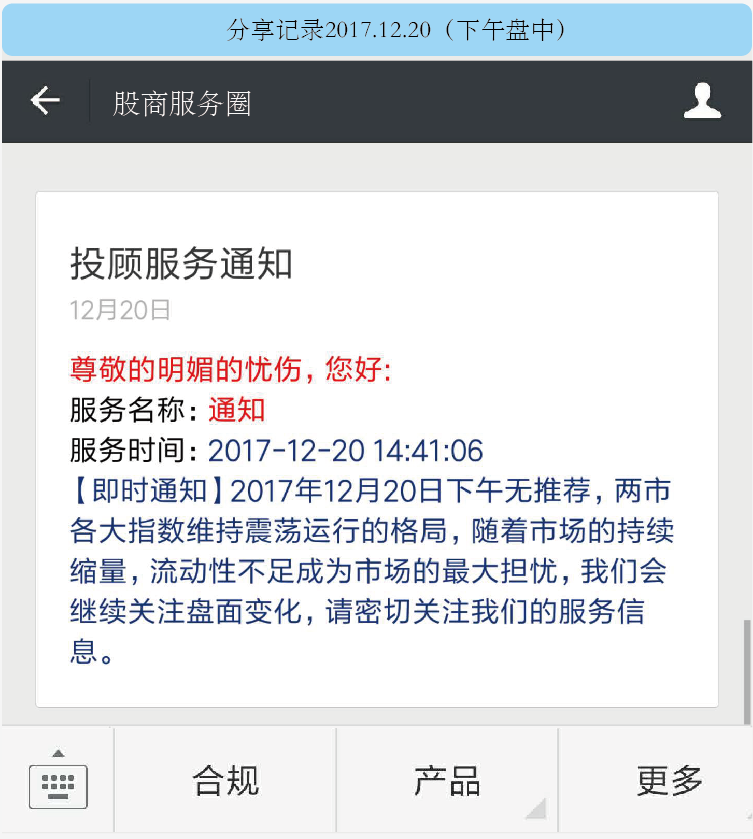 分享记录2017.12.20（下午盘中）
股商服务圈
投顾服务通知
12月20日
尊敬的明媚的忧伤，您好:
服务名称：通知
服务时间：2017-12-20 14:41:06
【即时通知】2017年12月20日下午无推荐，两市
各大指数维持震荡运行的格局，随着市场的持续
缩量，流动性不足成为市场的最大担忧，我们会
继续关注盘面变化，请密切关注我们的服务信
息。
合规
产品
更多